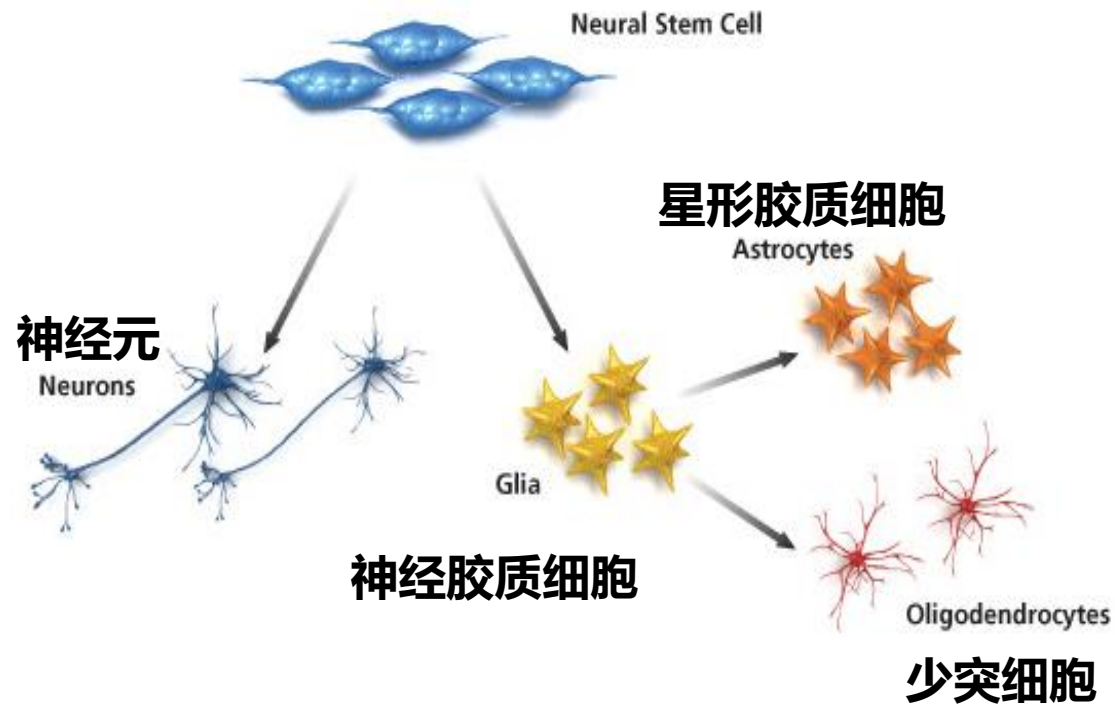 Neural Stem Cell
星形胶质细胞
Astrocytes
神经元
Neurons
Glia
神经胶质细胞
Oligodendrocytes
少突细胞